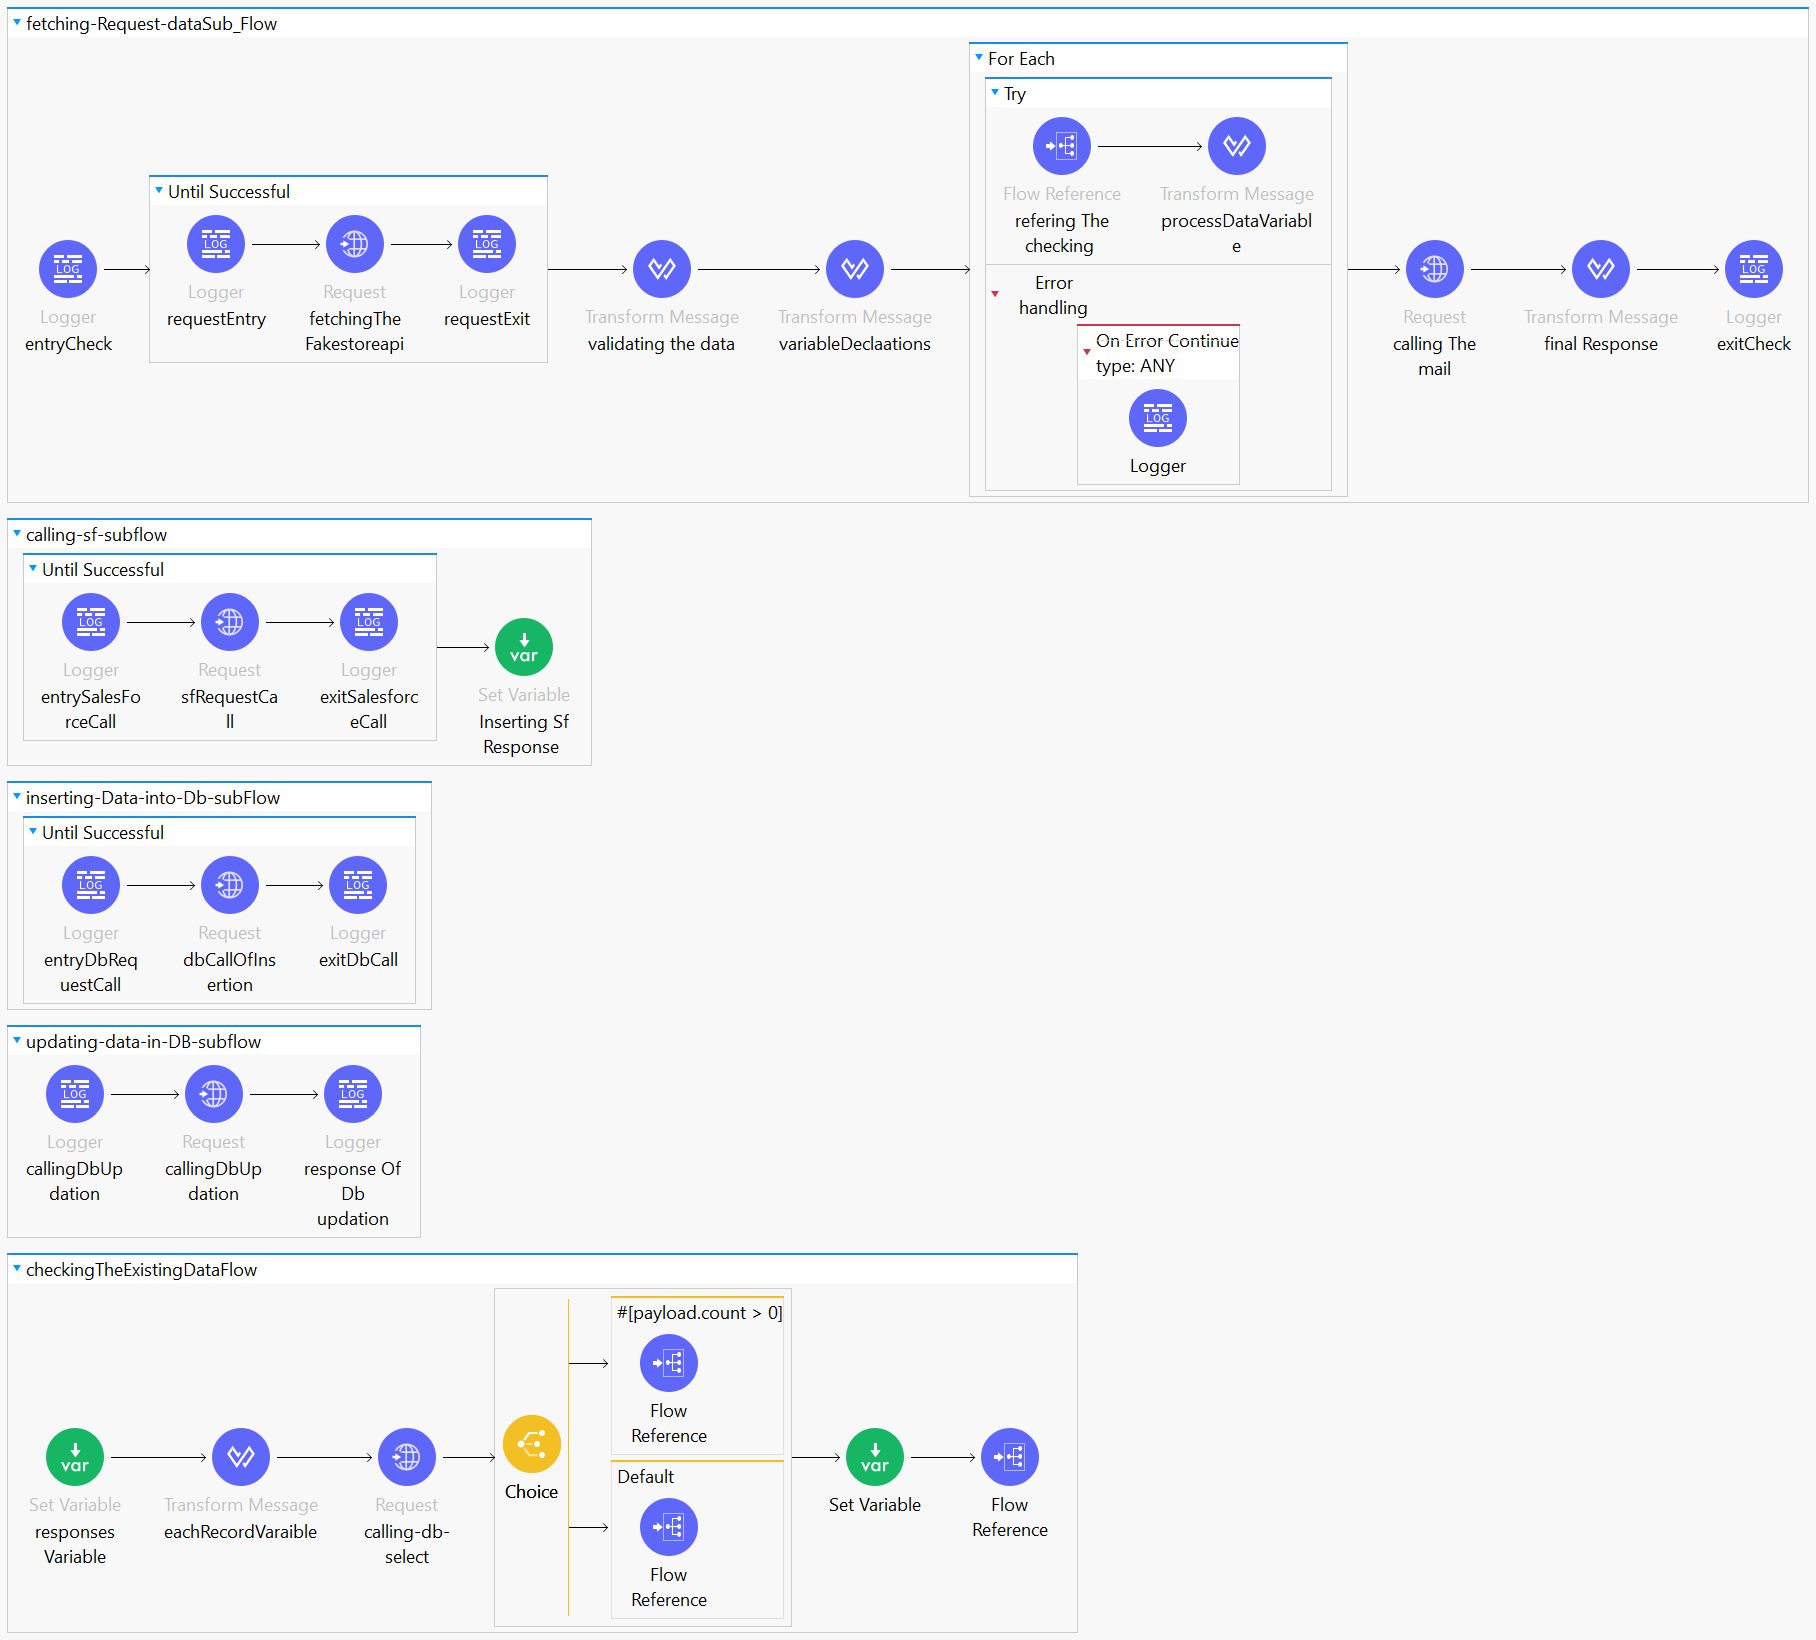 fetching-Request-dataSub_Flow
For Each
Try
Flow Reference
refering The
checking
Transform Message
processDataVariabl
e
Until Successful
LOG
Logger
entryCheck
LOG
Logger
requestEntry
Request
fetchingThe
Fakestoreapi
LOG
Logger
requestExit
Transform Message
validating the data
Transform Message
variableDeclaations
Error
handling
On Error Continue
type: ANY
LOG
Logger
Request
calling The
mail
Transform Message
final Response
LOG
Logger
exitCheck
calling-sf-subflow
Until Successful
LOG
Logger
entrySalesFo
rceCall
Request
sfRequestCa
ll
LOG
Logger
exitSalesforc
eCall
var
Set Variable
Inserting Sf
Response
inserting-Data-into-Db-subFlow
Until Successful
LOG
Logger
entryDbReq
uestCall
Request
dbCallOfIns
ertion
LOG
Logger
exitDbCall
updating-data-in-DB-subflow
LOG
Logger
callingDbUp
dation
Request
callingDbUp
dation
LOG
Logger
response Of
Db
updation
checkingTheExistingDataFlow
var
Set Variable
responses
Variable
Transform Message
eachRecordVaraible
Request
calling-db-
select
Choice
#[payload.count > 0]
Flow
Reference
Default
Flow
Reference
var
Set Variable
Flow
Reference